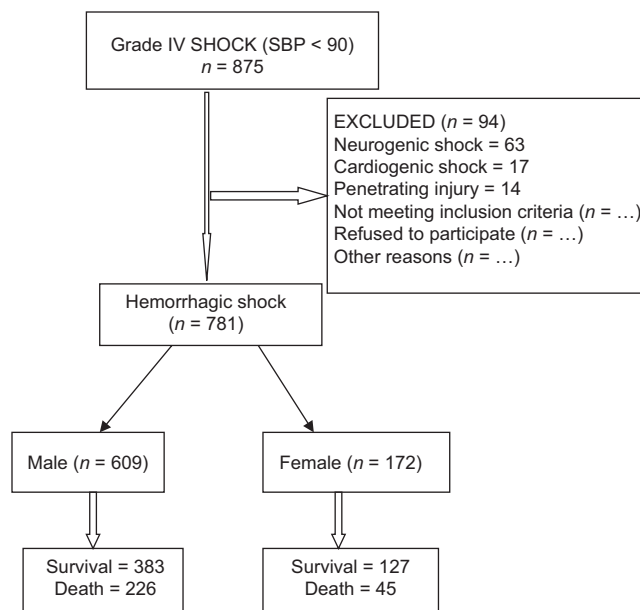 Grade IV SHOCK (SBP < 90)
n = 875
EXCLUDED (n = 94)
Neurogenic shock = 63
Cardiogenic shock = 17
Penetrating injury = 14
Not meeting inclusion criteria (n = …)
Refused to participate (n = …)
Other reasons (n = …)
Hemorrhagic shock
(n = 781)
Male (n = 609)
Female (n = 172)
Survival = 383
Death = 226
Survival = 127
Death = 45